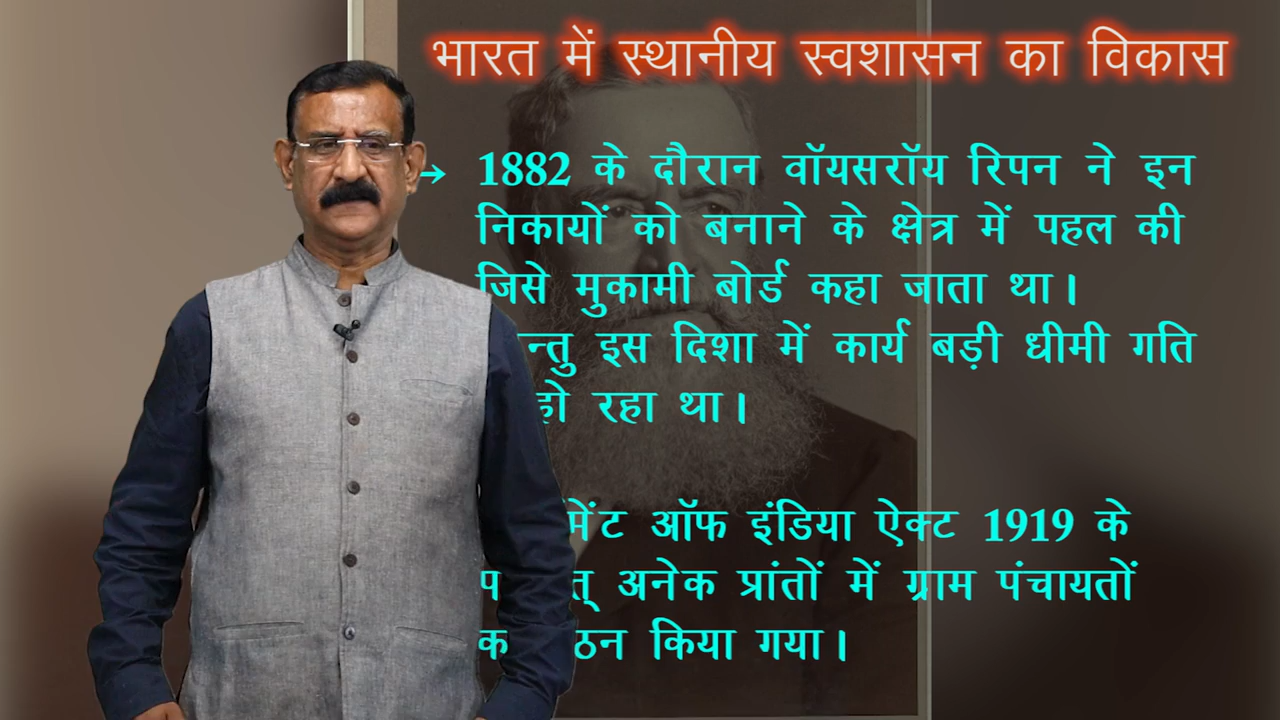 भारत में स्थानीय स्वशासन का विकास
→ 1882 के दौरान वॉयसरॉय रिपन ने इन
निकायों को बनाने के क्षेत्र में पहल की
जिसे मुकामी बोर्ड कहा जाता था।
इस दिशा में कार्य बड़ी धीमी गति
हो रहा था।
ऑफ इंडिया ऐक्ट 1919 के
अनेक प्रांतों में ग्राम पंचायतों
किया गया।